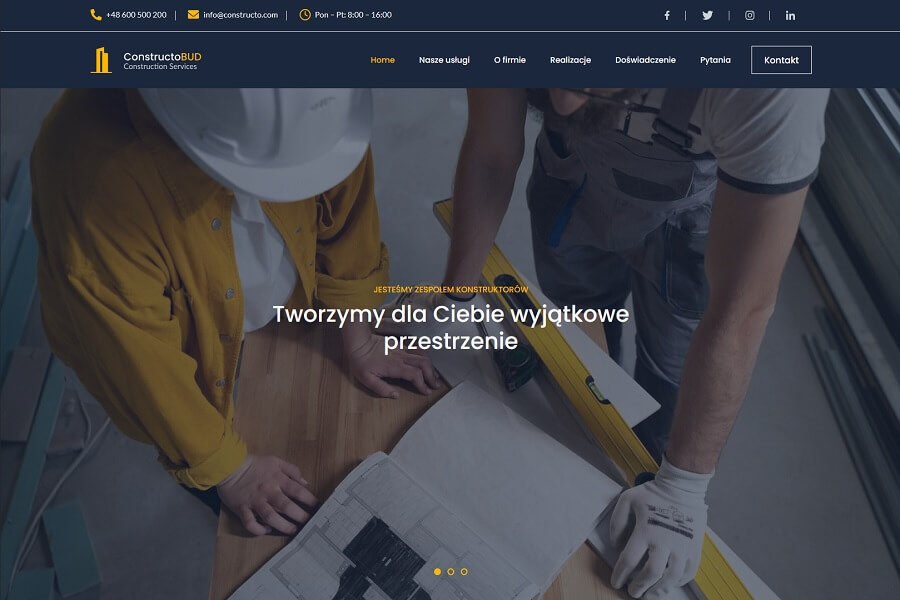 +48 600 500 200
info@constructo.com
Pon – Pt: 8:00 – 16:00
ConstructoBUD
Construction Services
Home
Nasze usługi
O firmie
Realizacje
Doświadczenie
Pytania
Kontakt
JESTEŚMY ZESPOŁEM KONSTRUKTORÓW
Tworzymy dla Ciebie wyjątkowe
przestrzenie